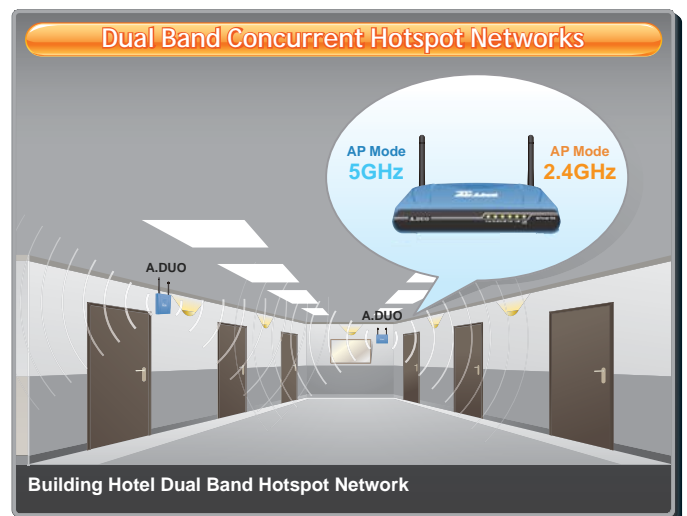 Dual Band Concurrent Hotspot Networks
AP Mode
5GHz
AP Mode
2.4GHz
A.DUO
A.DUO
A.DUO
Building Hotel Dual Band Hotspot Network